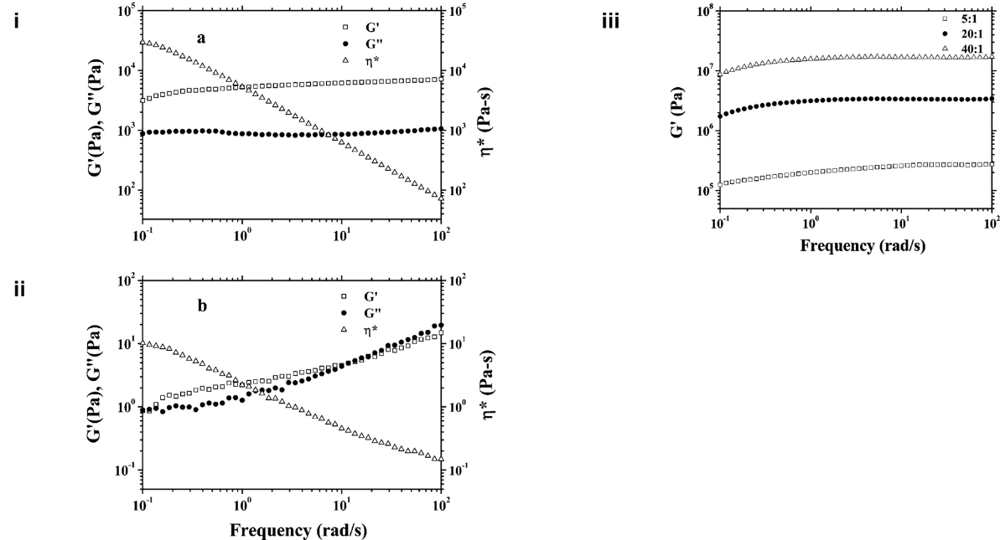 i
a
G'
G"
η*
G'(Pa), G"(Pa)
η* (Pa-s)
10⁵
10⁴
10³
10²
10⁵
10⁴
10³
10²
10⁻¹
10⁰
10¹
10²
iii
5:1
20:1
40:1
G' (Pa)
10⁸
10⁷
10⁶
10⁵
10⁻¹
10⁰
10¹
10²
Frequency (rad/s)
ii
b
G'
G"
η*
G'(Pa), G"(Pa)
η* (Pa-s)
10²
10¹
10⁰
10⁻¹
10²
10¹
10⁰
10⁻¹
10⁻¹
10⁰
10¹
10²
Frequency (rad/s)